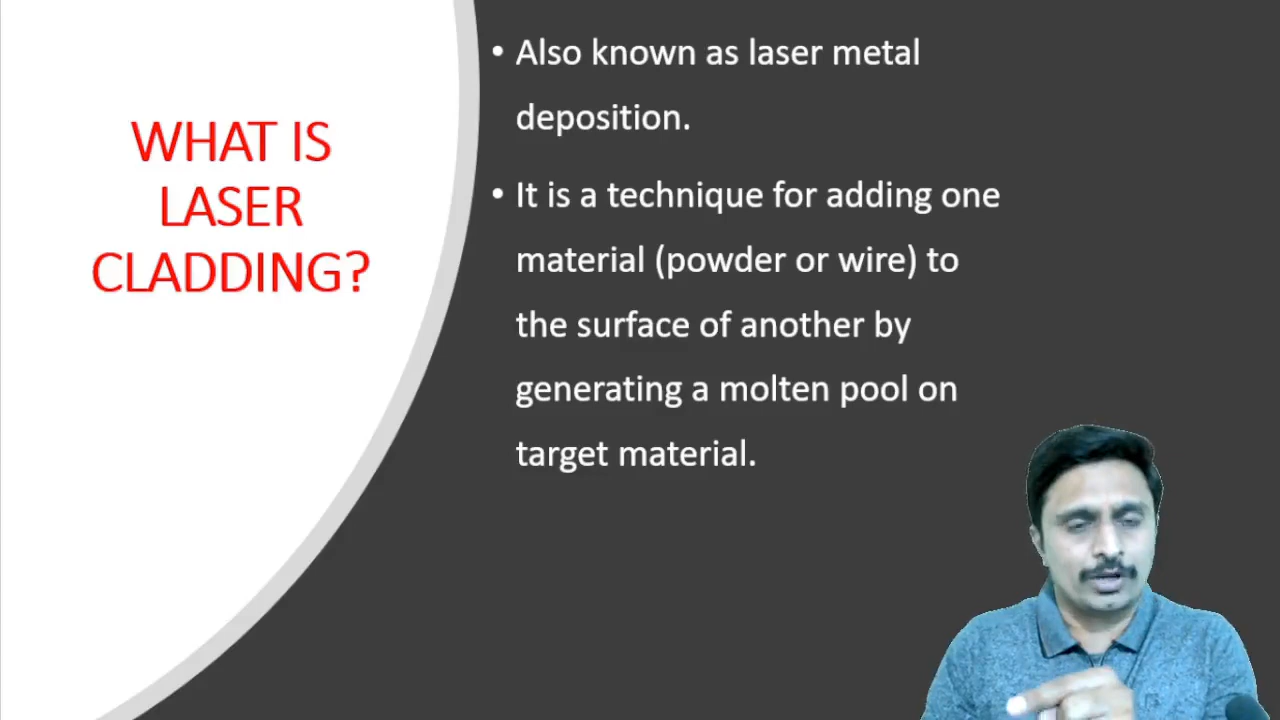 WHAT IS
LASER
CLADDING?
• Also known as laser metal
deposition.
• It is a technique for adding one
material (powder or wire) to
the surface of another by
generating a molten pool on
target material.